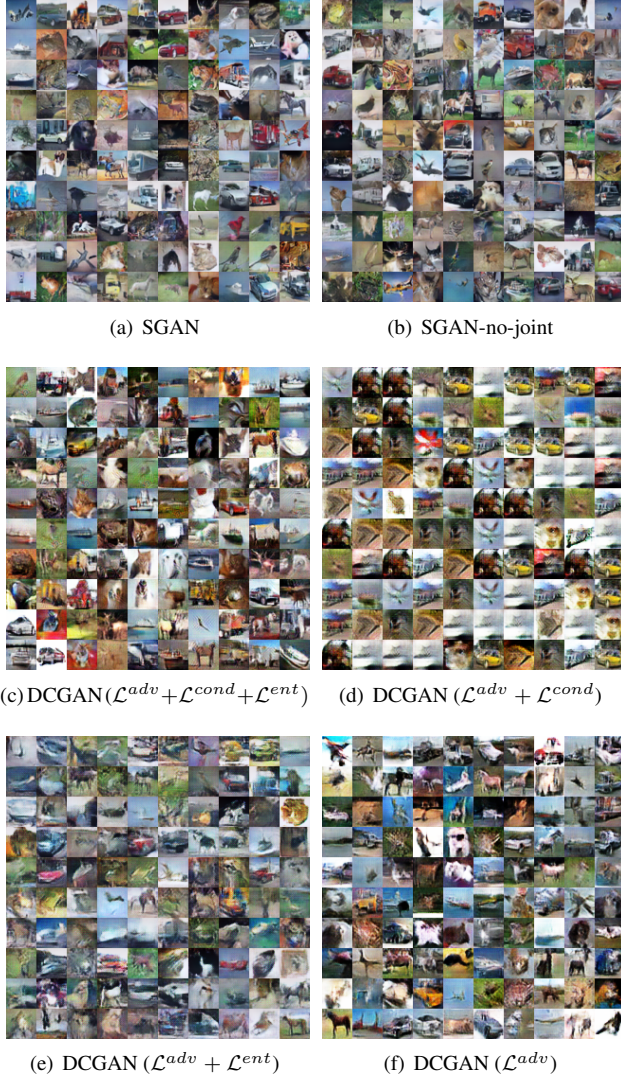 (a) SGAN
(b) SGAN-no-joint
(c) DCGAN (𝓛^{adv}+𝓛^{cond}+𝓛^{ent})
(d) DCGAN (𝓛^{adv} + 𝓛^{cond})
(e) DCGAN (𝓛^{adv} + 𝓛^{ent})
(f) DCGAN (𝓛^{adv})